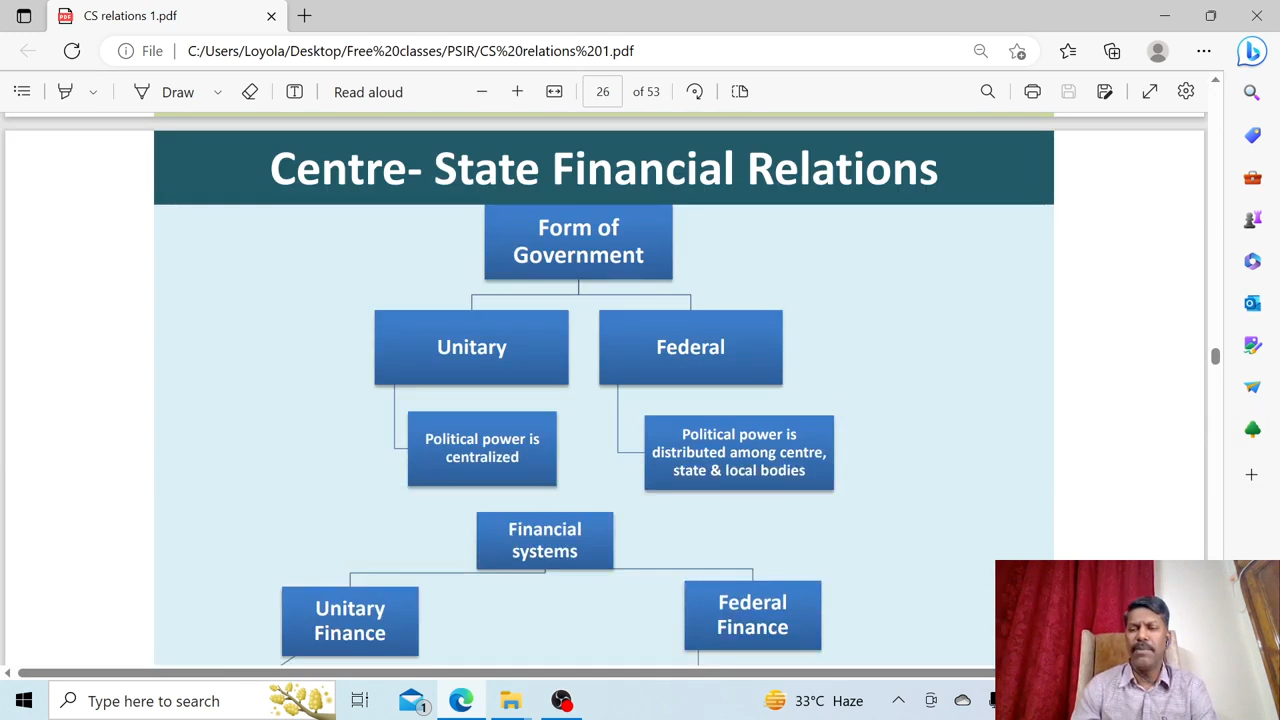 CS relations 1.pdf
File
C:/Users/Loyola/Desktop/Free%20classes/PSIR/CS%20relations%201.pdf
Draw
Read aloud
26
of 53
Centre- State Financial Relations
Form of
Government
Unitary
Federal
Political power is
centralized
Political power is
distributed among centre,
state & local bodies
Financial
systems
Unitary
Finance
Federal
Finance
Type here to search
1
33°C Haze